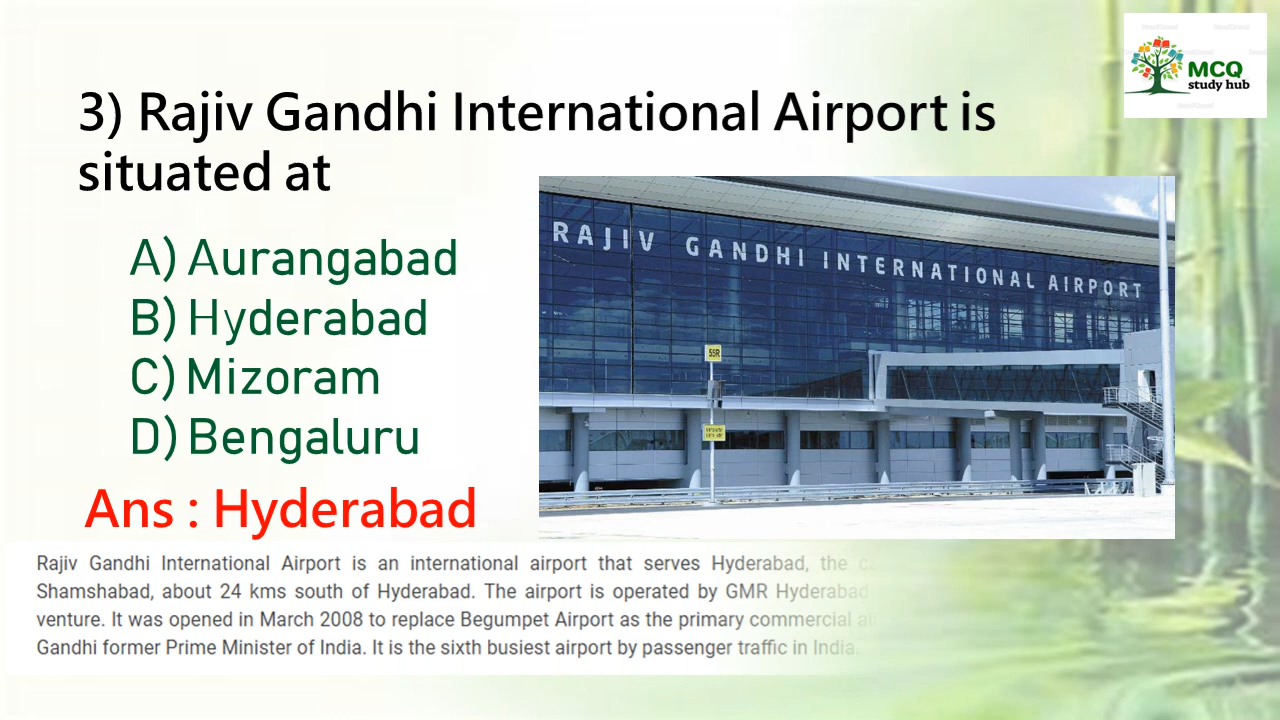 MCQ
study hub
3) Rajiv Gandhi International Airport is
situated at
A) Aurangabad
B) Hyderabad
C) Mizoram
D) Bengaluru
Ans : Hyderabad
RAJIV GANDHI INTERNATIONAL AIRPORT
Rajiv Gandhi International Airport is an international airport that serves Hyderabad, the
Shamshabad, about 24 kms south of Hyderabad. The airport is operated by GMR Hyderabad
venture. It was opened in March 2008 to replace Begumpet Airport as the primary commercial
Gandhi former Prime Minister of India. It is the sixth busiest airport by passenger traffic in India.